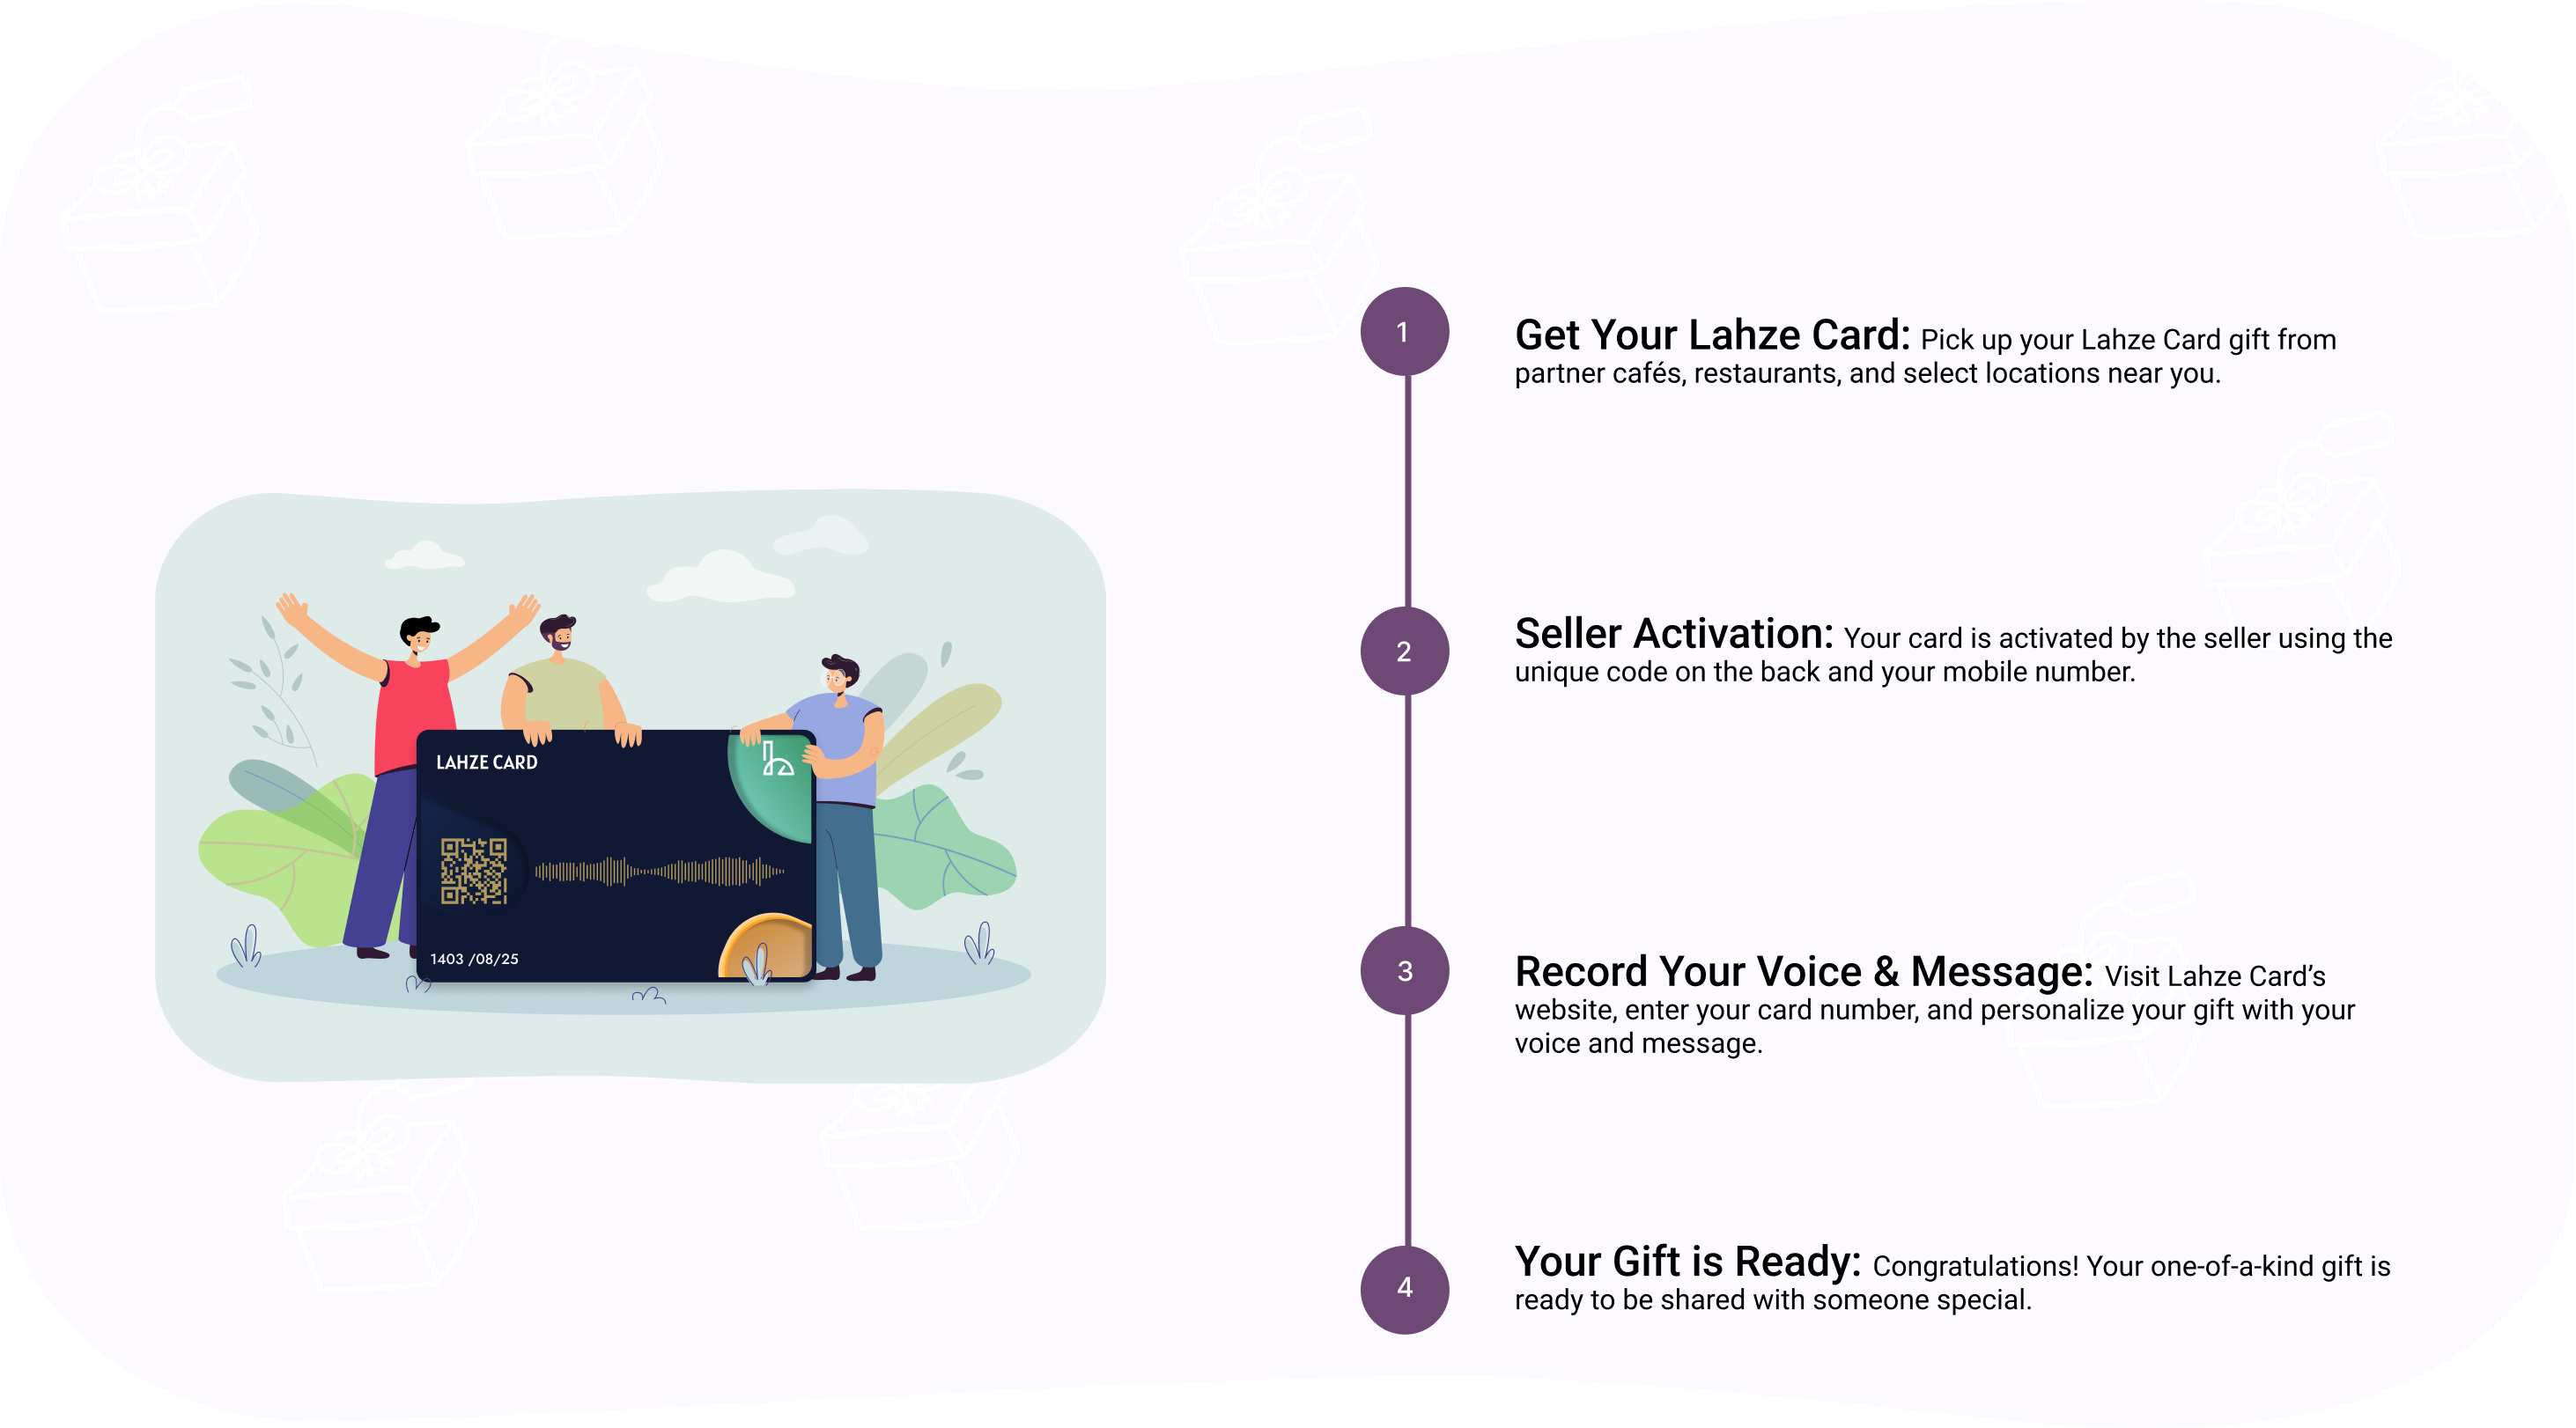 LAHZE CARD
1403 /08/25
1
Get Your Lahze Card: Pick up your Lahze Card gift from
partner cafés, restaurants, and select locations near you.
2
Seller Activation: Your card is activated by the seller using the
unique code on the back and your mobile number.
3
Record Your Voice & Message: Visit Lahze Card’s
website, enter your card number, and personalize your gift with your
voice and message.
4
Your Gift is Ready: Congratulations! Your one-of-a-kind gift is
ready to be shared with someone special.